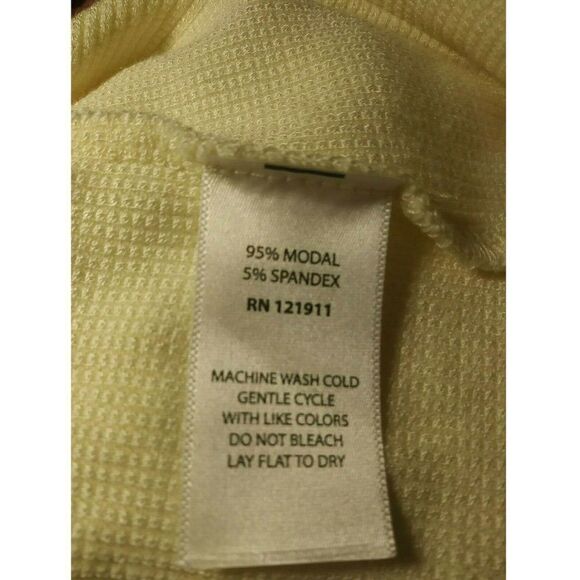 95% MODAL
5% SPANDEX
RN 121911
MACHINE WASH COLD
GENTLE CYCLE
WITH LIKE COLORS
DO NOT BLEACH
LAY FLAT TO DRY